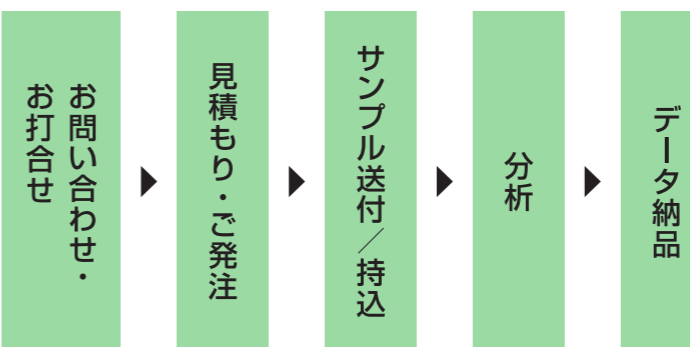 お問い合わせ・
お打合せ
見積もり・ご発注
サンプル送付／持込
分析
データ納品